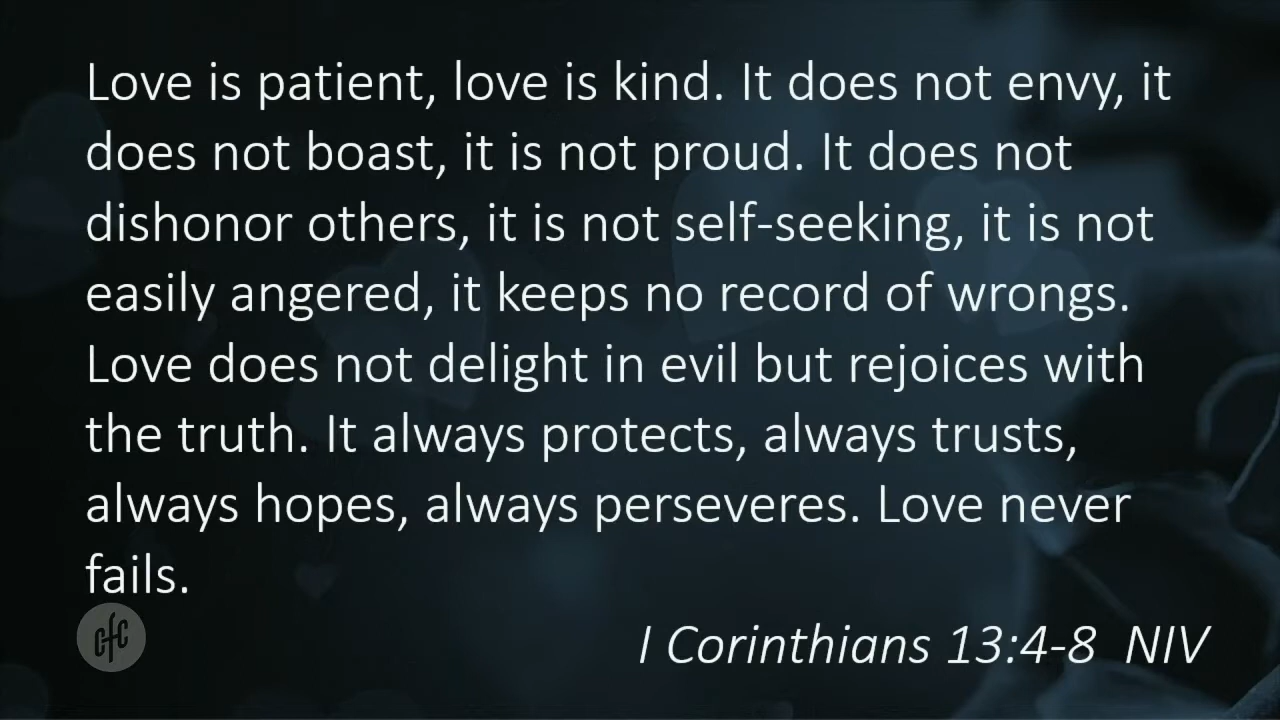 Love is patient, love is kind. It does not envy, it
does not boast, it is not proud. It does not
dishonor others, it is not self-seeking, it is not
easily angered, it keeps no record of wrongs.
Love does not delight in evil but rejoices with
the truth. It always protects, always trusts,
always hopes, always perseveres. Love never
fails.
cfc
I Corinthians 13:4-8 NIV